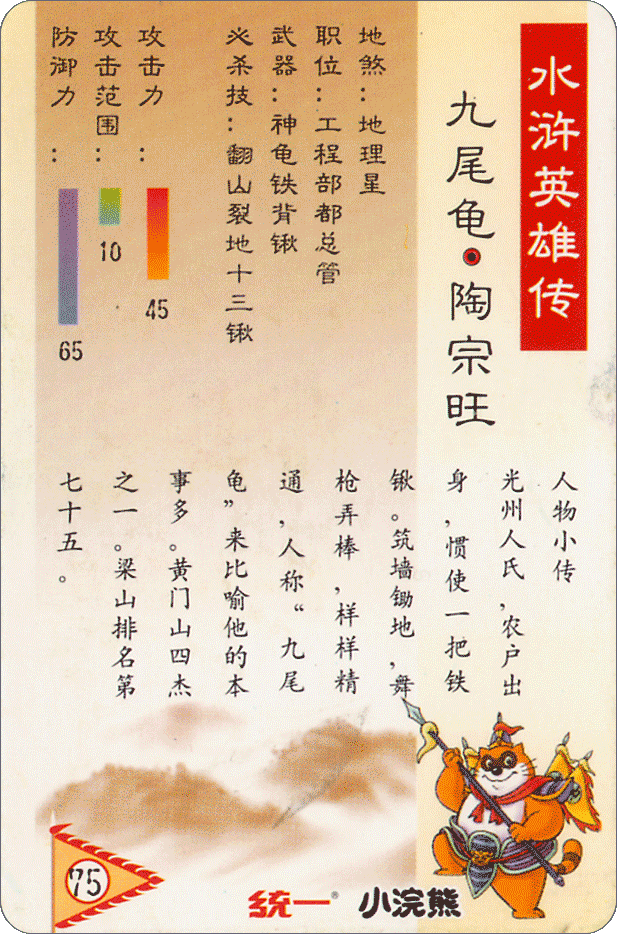 水浒英雄传
九尾龟·陶宗旺
地煞：地理星
职位：工程部都总管
武器：神龟铁背锹
必杀技：翻山裂地十三锹
攻击力：
45
攻击范围：
10
防御力：
65
人物小传
光州人氏，农户出
身，惯使一把铁
锹。筑墙锄地，舞
枪弄棒，样样精
通，人称“九尾
龟”来比喻他的本
事多。黄门山四杰
之一。梁山排名第
七十五。
75
统一® 小浣熊